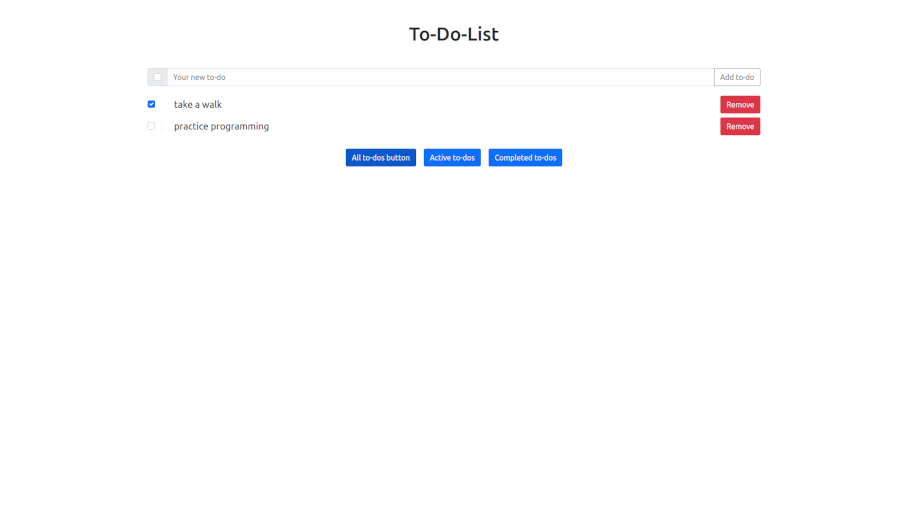 To-Do-List
Your new to-do Add to-do
take a walk Remove
practice programming Remove
All to-dos button Active to-dos Completed to-dos